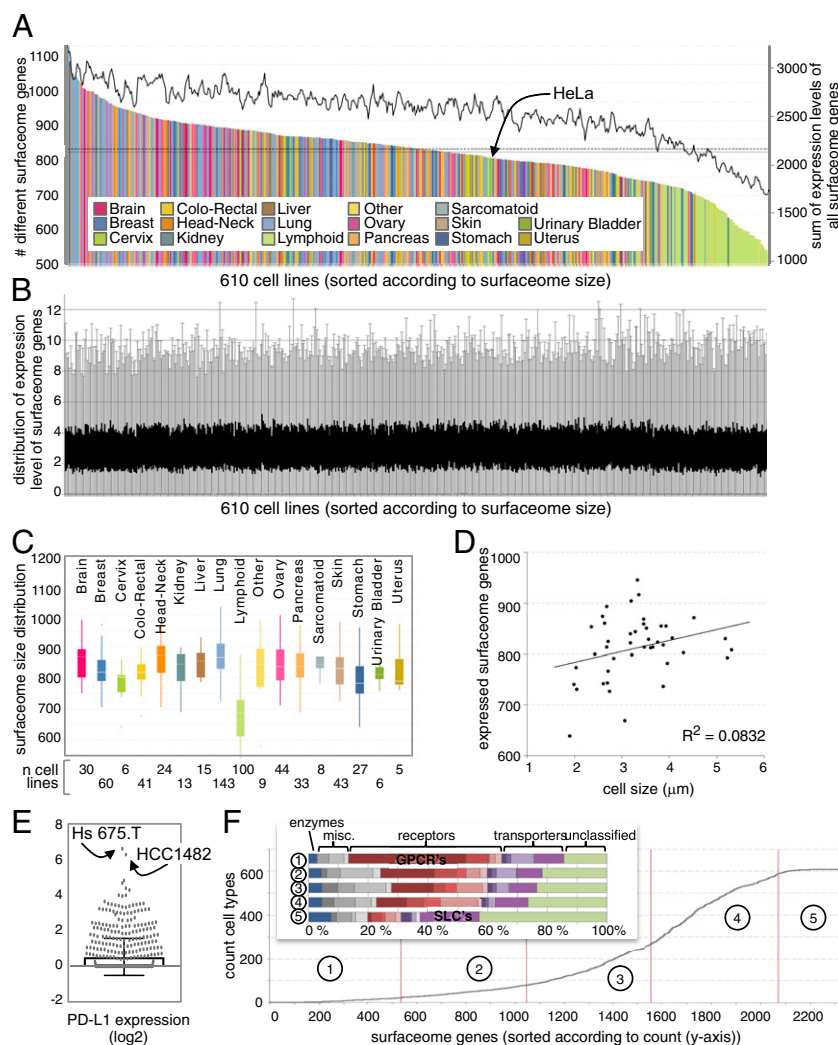 A
1100
1000
900
800
700
600
500
# different surfaceome genes
HeLa
3000
2500
2000
1500
1000
sum of expression levels of
all surfaceome genes
Brain Colo-Rectal Liver Other Sarcomatoid
Breast Head-Neck Lung Ovary Skin Urinary Bladder
Cervix Kidney Lymphoid Pancreas Stomach Uterus
610 cell lines (sorted according to surfaceome size)
B
12
10
8
6
4
2
0
distribution of expression
level of surfaceome genes
610 cell lines (sorted according to surfaceome size)
C
1200
1100
1000
900
800
700
600
surfaceome size distribution
Brain
Breast
Cervix
Colo-Rectal
Head-Neck
Kidney
Liver
Lung
Lymphoid
Other
Ovary
Pancreas
Sarcomatoid
Skin
Stomach
Urinary Bladder
Uterus
n cell 30 6 24 15 100 44 8 27 5
lines 60 41 13 143 9 33 43 6
D
1000
900
800
700
600
expressed surfaceome genes
R² = 0.0832
1 2 3 4 5 6
cell size (μm)
E
8
6
4
2
0
-2
Hs 675.T
HCC1482
PD-L1 expression
(log2)
F
enzymes misc. receptors transporters unclassified
1 GPCR's
2
3
4
5 SLC's
0 % 20 % 40 % 60 % 80 % 100%
600
400
200
0
count cell types
1 2 3 4 5
0 200 400 600 800 1000 1200 1400 1600 1800 2000 2200
surfaceome genes (sorted according to count (y-axis))